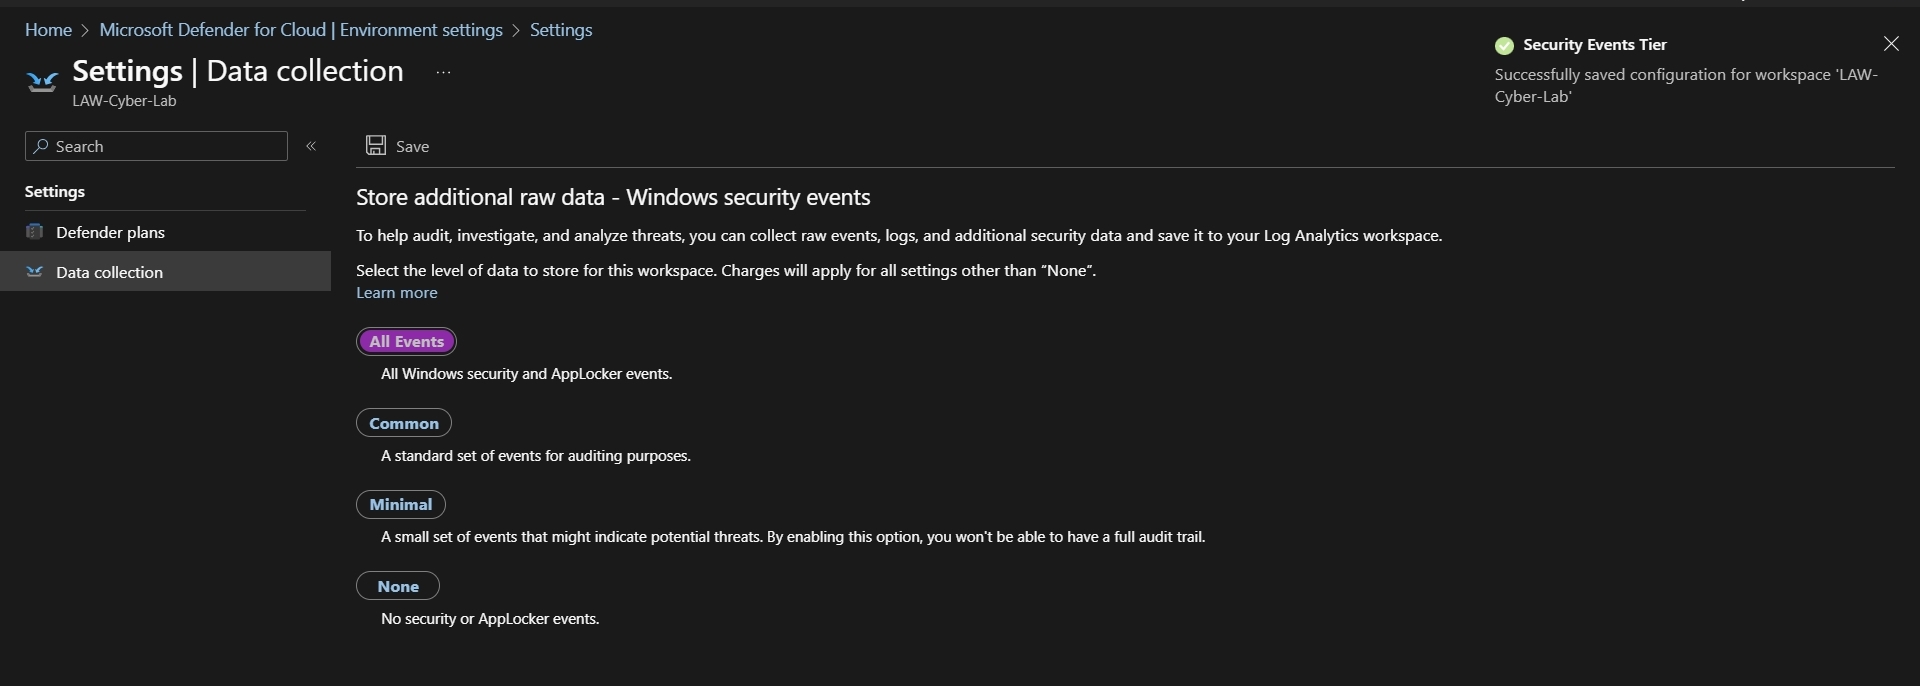 Home > Microsoft Defender for Cloud | Environment settings > Settings
Settings | Data collection ...
LAW-Cyber-Lab
Security Events Tier
Successfully saved configuration for workspace 'LAW-
Cyber-Lab'
Search
«
Settings
Defender plans
Data collection
Save
Store additional raw data - Windows security events
To help audit, investigate, and analyze threats, you can collect raw events, logs, and additional security data and save it to your Log Analytics workspace.
Select the level of data to store for this workspace. Charges will apply for all settings other than “None”.
Learn more
All Events
All Windows security and AppLocker events.
Common
A standard set of events for auditing purposes.
Minimal
A small set of events that might indicate potential threats. By enabling this option, you won't be able to have a full audit trail.
None
No security or AppLocker events.